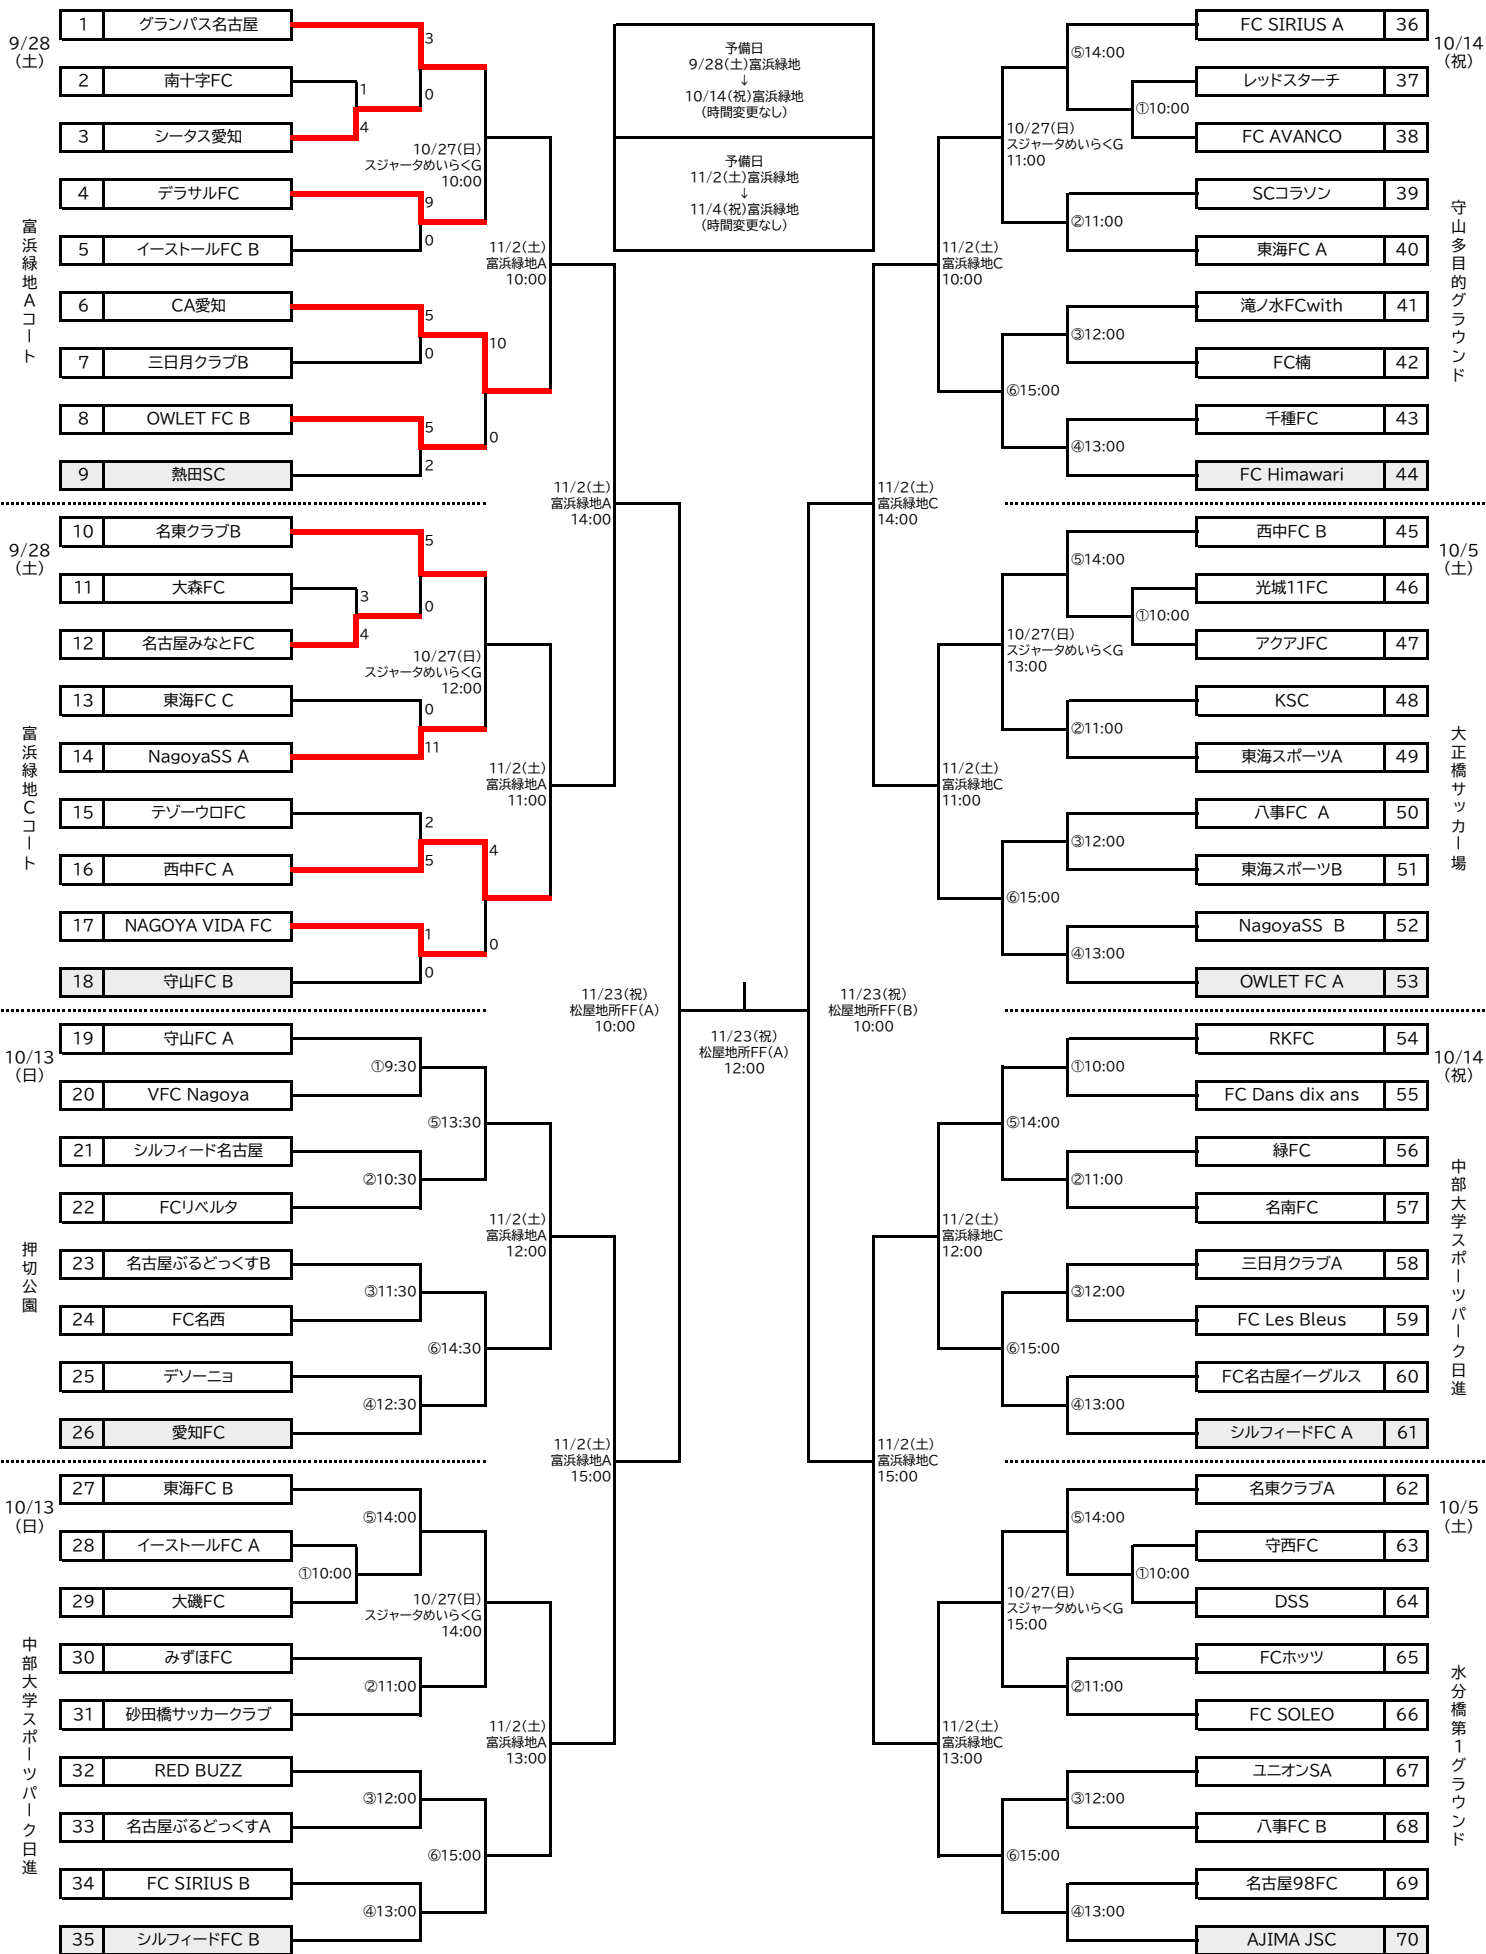 9/28
(土)
富浜緑地Aコート
1 グランパス名古屋
2 南十字FC
3 シータス愛知
4 デラサルFC
5 イーストールFC B
6 CA愛知
7 三日月クラブB
8 OWLET FC B
9 熱田SC
3
0
1
4
9
0
5
0
5
2
10
0
10/27(日)
スジャータめいらくG
10:00
11/2(土)
富浜緑地A
10:00
11/2(土)
富浜緑地A
14:00
9/28
(土)
富浜緑地Cコート
10 名東クラブB
11 大森FC
12 名古屋みなとFC
13 東海FC C
14 NagoyaSS A
15 テゾーウロFC
16 西中FC A
17 NAGOYA VIDA FC
18 守山FC B
5
0
3
4
0
11
2
5
1
0
4
0
10/27(日)
スジャータめいらくG
12:00
11/2(土)
富浜緑地A
11:00
10/13
(日)
押切公園
19 守山FC A
20 VFC Nagoya
21 シルフィード名古屋
22 FCリベルタ
23 名古屋ぶるどっくすB
24 FC名西
25 デソーニョ
26 愛知FC
①9:30
②10:30
③11:30
④12:30
⑤13:30
⑥14:30
11/2(土)
富浜緑地A
12:00
11/2(土)
富浜緑地A
15:00
10/13
(日)
中部大学スポーツパーク日進
27 東海FC B
28 イーストールFC A
29 大磯FC
30 みずほFC
31 砂田橋サッカークラブ
32 RED BUZZ
33 名古屋ぶるどっくすA
34 FC SIRIUS B
35 シルフィードFC B
⑤14:00
①10:00
②11:00
③12:00
④13:00
⑥15:00
10/27(日)
スジャータめいらくG
14:00
11/2(土)
富浜緑地A
13:00
予備日
9/28(土)富浜緑地
↓
10/14(祝)富浜緑地
(時間変更なし)
予備日
11/2(土)富浜緑地
↓
11/4(祝)富浜緑地
(時間変更なし)
11/23(祝)
松屋地所FF(A)
10:00
11/23(祝)
松屋地所FF(A)
12:00
11/23(祝)
松屋地所FF(B)
10:00
10/14
(祝)
守山多目的グラウンド
FC SIRIUS A 36
レッドスターチ 37
FC AVANCO 38
SCコラソン 39
東海FC A 40
滝ノ水FCwith 41
FC楠 42
千種FC 43
FC Himawari 44
⑤14:00
①10:00
②11:00
③12:00
④13:00
⑥15:00
10/27(日)
スジャータめいらくG
11:00
11/2(土)
富浜緑地C
10:00
11/2(土)
富浜緑地C
14:00
10/5
(土)
大正橋サッカー場
西中FC B 45
光城11FC 46
アクアJFC 47
KSC 48
東海スポーツA 49
八事FC A 50
東海スポーツB 51
NagoyaSS B 52
OWLET FC A 53
⑤14:00
①10:00
②11:00
③12:00
④13:00
⑥15:00
10/27(日)
スジャータめいらくG
13:00
11/2(土)
富浜緑地C
11:00
10/14
(祝)
中部大学スポーツパーク日進
RKFC 54
FC Dans dix ans 55
緑FC 56
名南FC 57
三日月クラブA 58
FC Les Bleus 59
FC名古屋イーグルス 60
シルフィードFC A 61
①10:00
②11:00
③12:00
④13:00
⑤14:00
⑥15:00
11/2(土)
富浜緑地C
12:00
11/2(土)
富浜緑地C
15:00
10/5
(土)
水分橋第1グラウンド
名東クラブA 62
守西FC 63
DSS 64
FCホッツ 65
FC SOLEO 66
ユニオンSA 67
八事FC B 68
名古屋98FC 69
AJIMA JSC 70
⑤14:00
①10:00
②11:00
③12:00
④13:00
⑥15:00
10/27(日)
スジャータめいらくG
15:00
11/2(土)
富浜緑地C
13:00